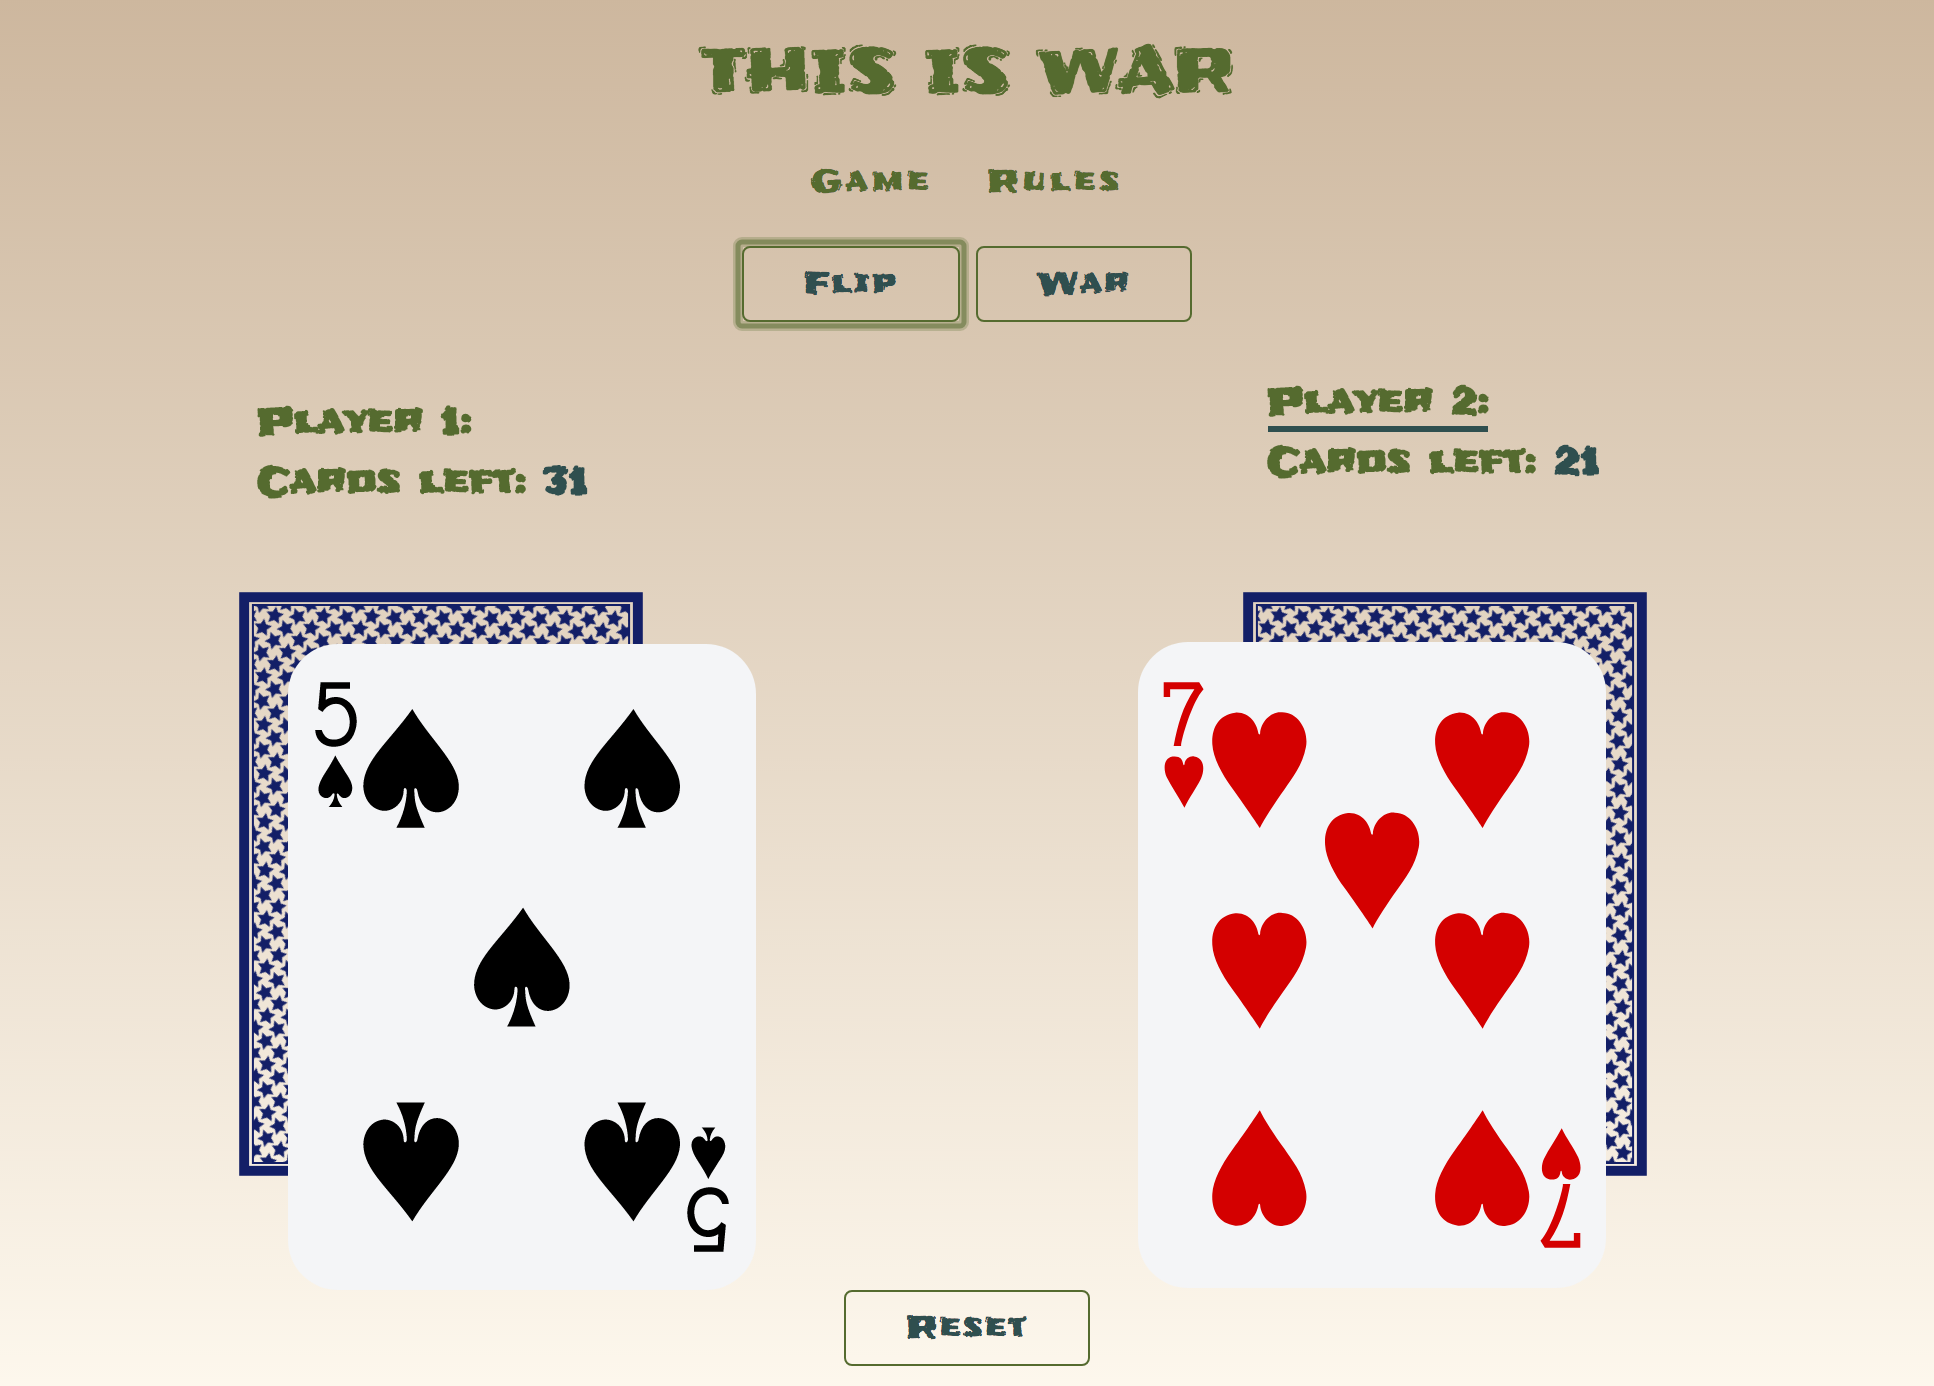 THIS IS WAR
Game Rules
Flip War
Player 1:
Cards left: 31
Player 2:
Cards left: 21
5
5
7
7
Reset